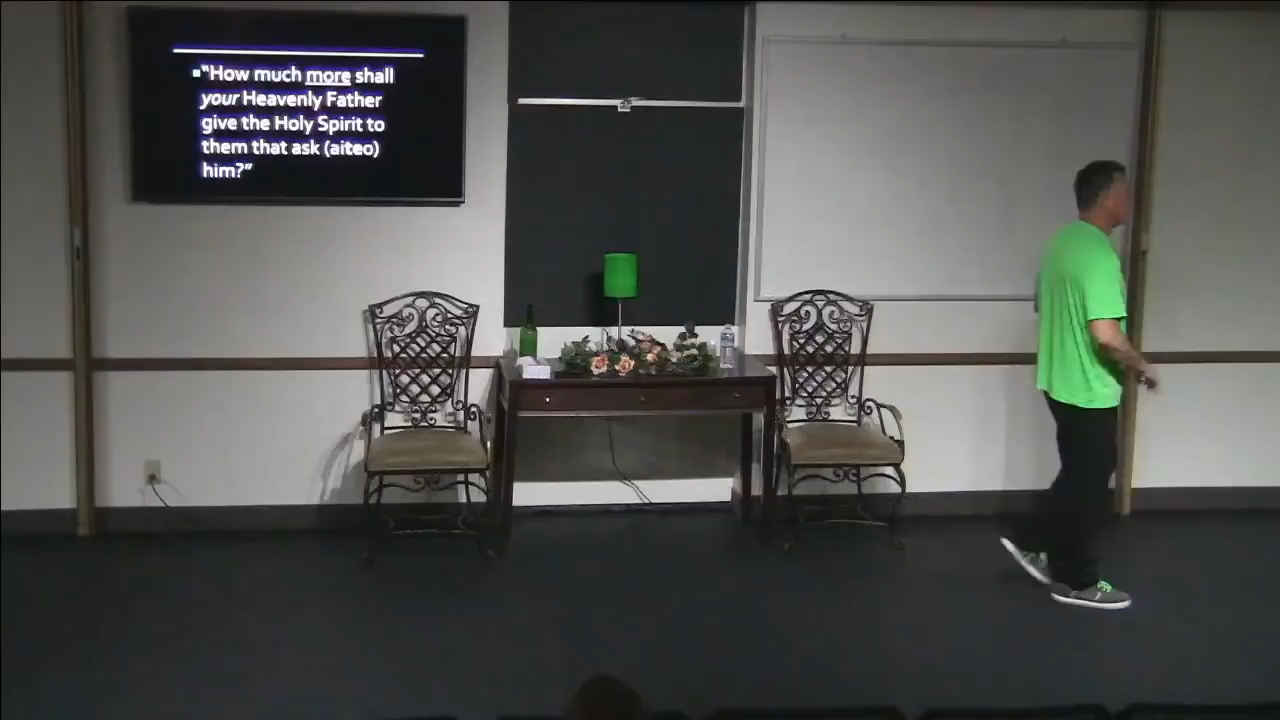 "How much more shall
your Heavenly Father
give the Holy Spirit to
them that ask (aiteo)
him?"